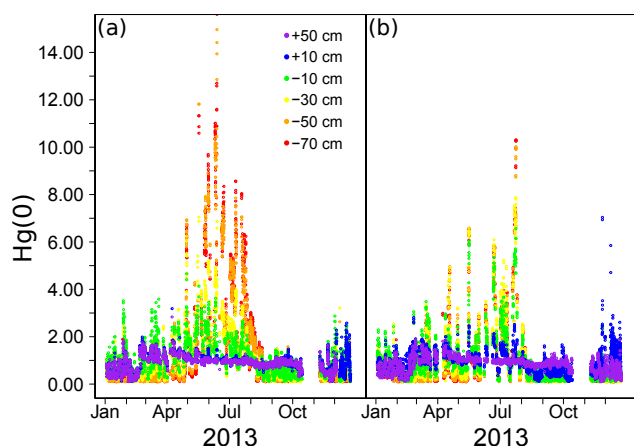 (a)
(b)
+50 cm
+10 cm
−10 cm
−30 cm
−50 cm
−70 cm
Hg(0)
14.00
12.00
10.00
8.00
6.00
4.00
2.00
0.00
Jan Apr Jul Oct Jan Apr Jul Oct
2013 2013